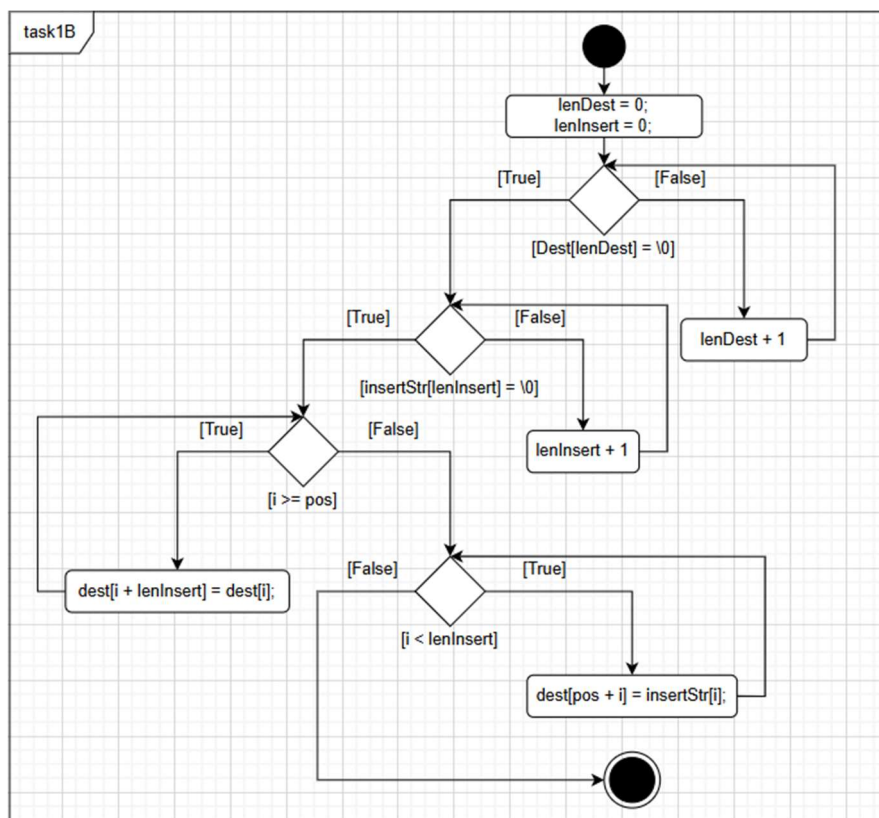 task1B
lenDest = 0;
lenInsert = 0;
[True]
[False]
[Dest[lenDest] = \0]
lenDest + 1
[True]
[False]
[insertStr[lenInsert] = \0]
lenInsert + 1
[True]
[False]
[i >= pos]
dest[i + lenInsert] = dest[i];
[False]
[True]
[i < lenInsert]
dest[pos + i] = insertStr[i];